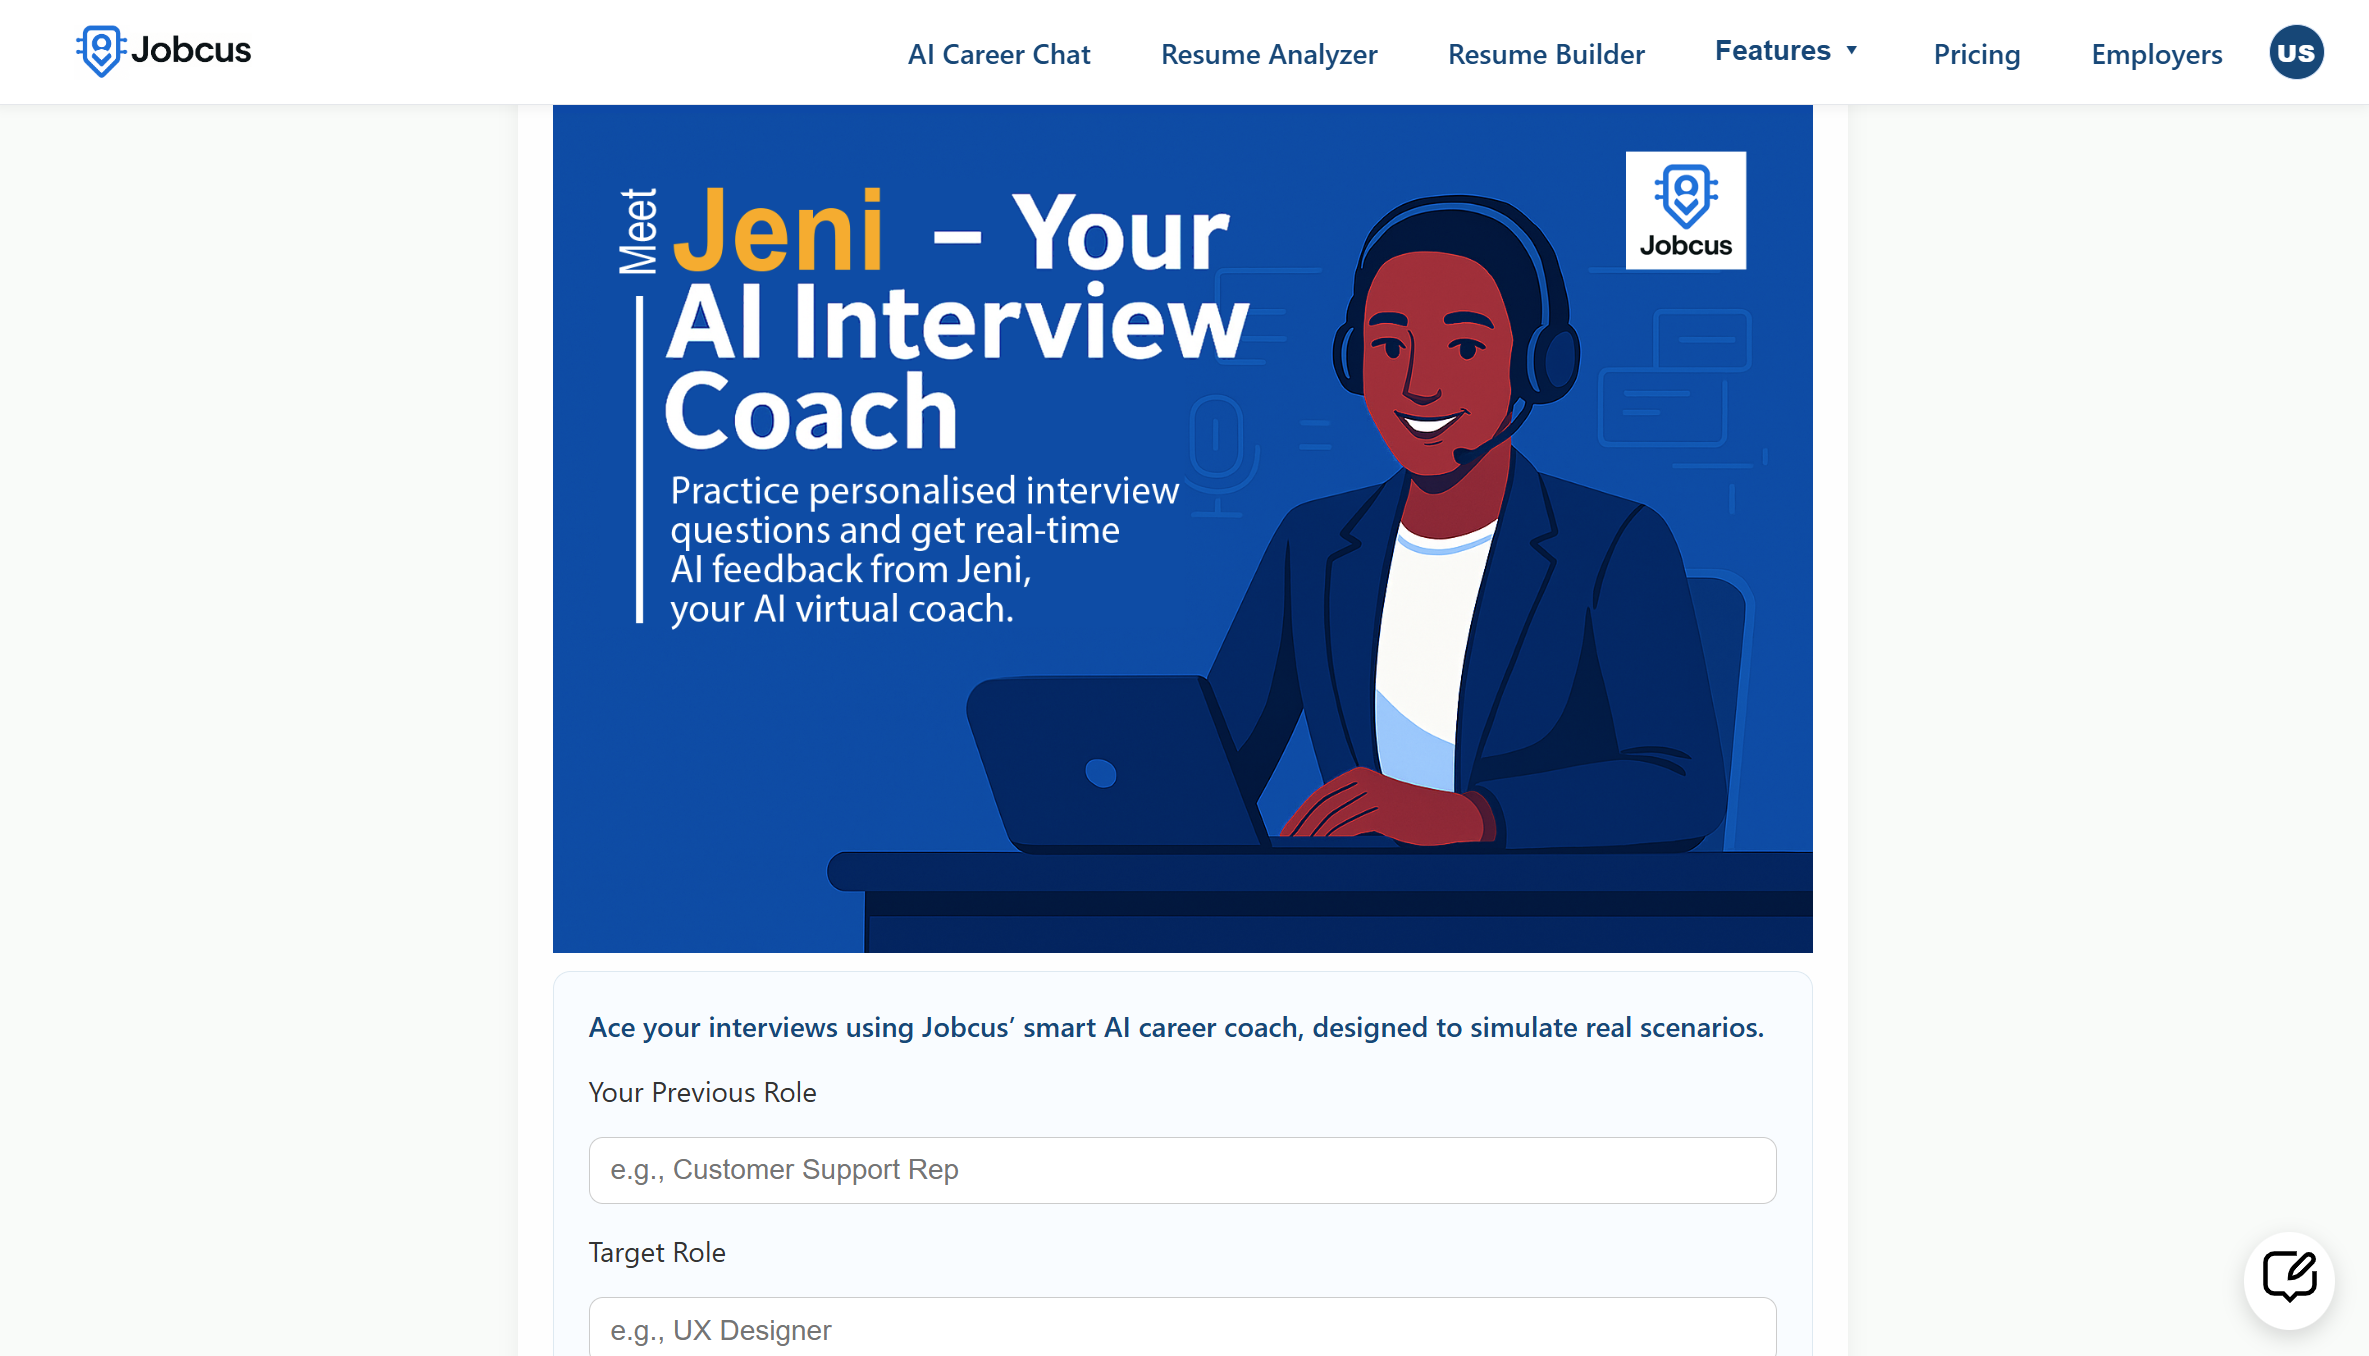 Jobcus
AI Career Chat
Resume Analyzer
Resume Builder
Features
Pricing
Employers
US
Meet
Jeni – Your
AI Interview
Coach
Practice personalised interview
questions and get real-time
AI feedback from Jeni,
your AI virtual coach.
Jobcus
Ace your interviews using Jobcus’ smart AI career coach, designed to simulate real scenarios.
Your Previous Role
e.g., Customer Support Rep
Target Role
e.g., UX Designer